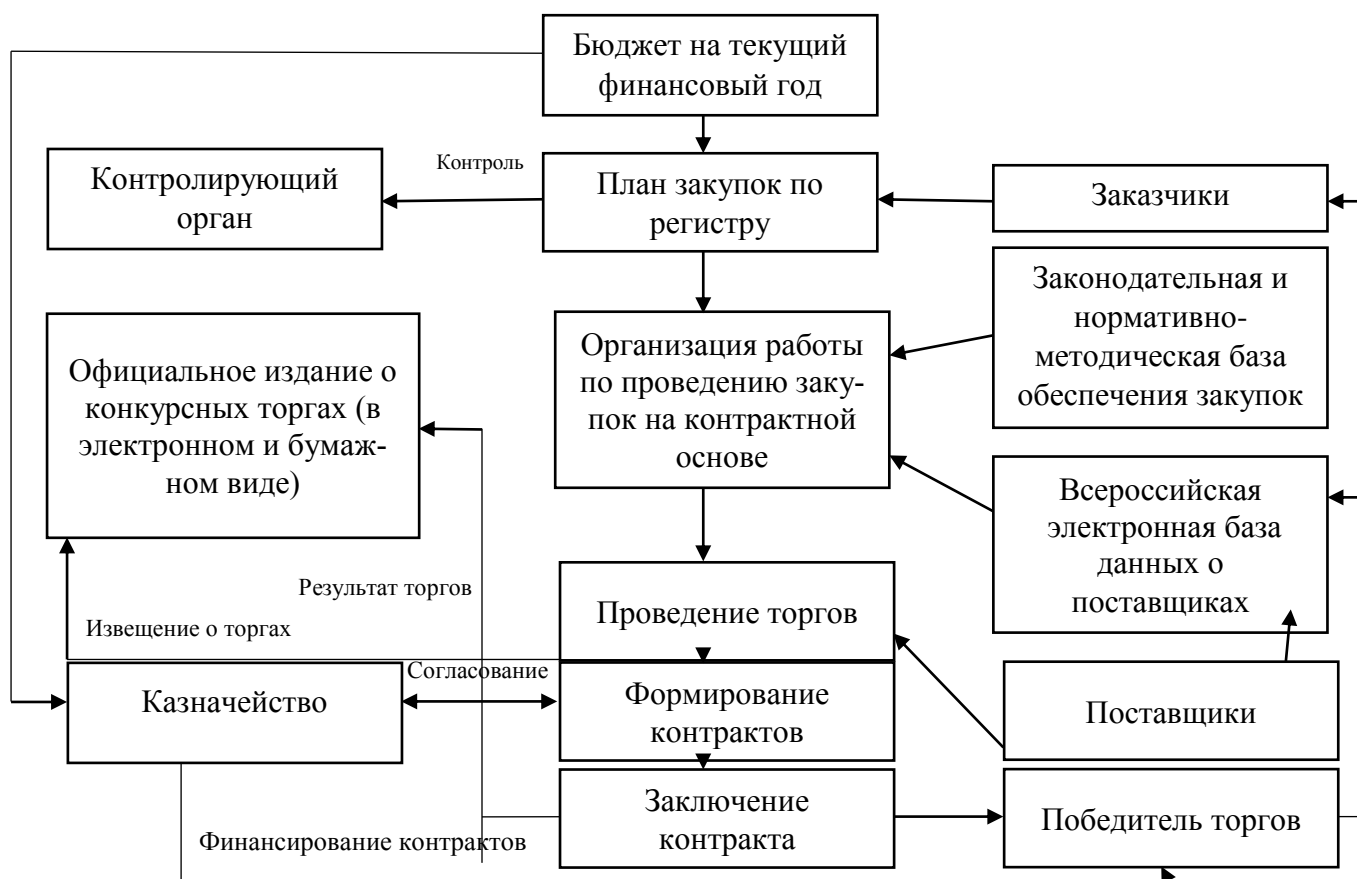 Бюджет на текущий
финансовый год
Контролирующий
орган
Контроль
План закупок по
регистру
Заказчики
Законодательная и
нормативно-
методическая база
обеспечения закупок
Официальное издание о
конкурсных торгах (в
электронном и бумаж-
ном виде)
Организация работы
по проведению заку-
пок на контрактной
основе
Всероссийская
электронная база
данных о
поставщиках
Результат торгов
Извещение о торгах
Проведение торгов
Казначейство
Согласование
Формирование
контрактов
Поставщики
Заключение
контракта
Победитель торгов
Финансирование контрактов